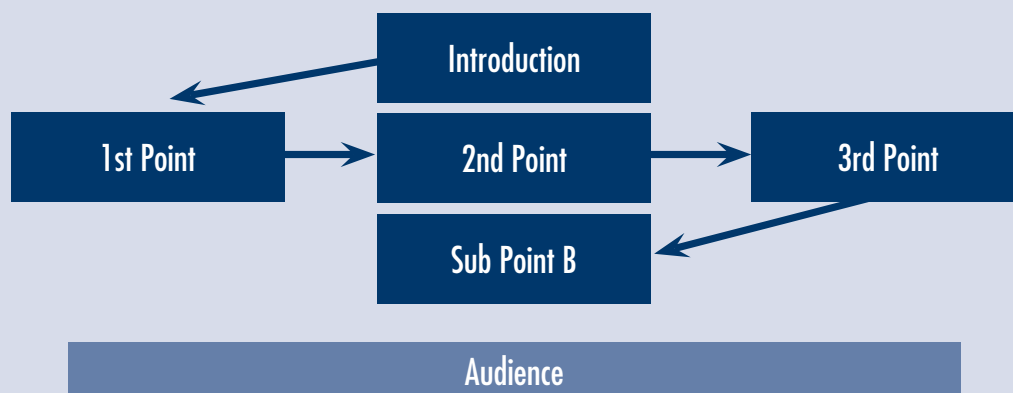 Introduction
1st Point
2nd Point
3rd Point
Sub Point B
Audience